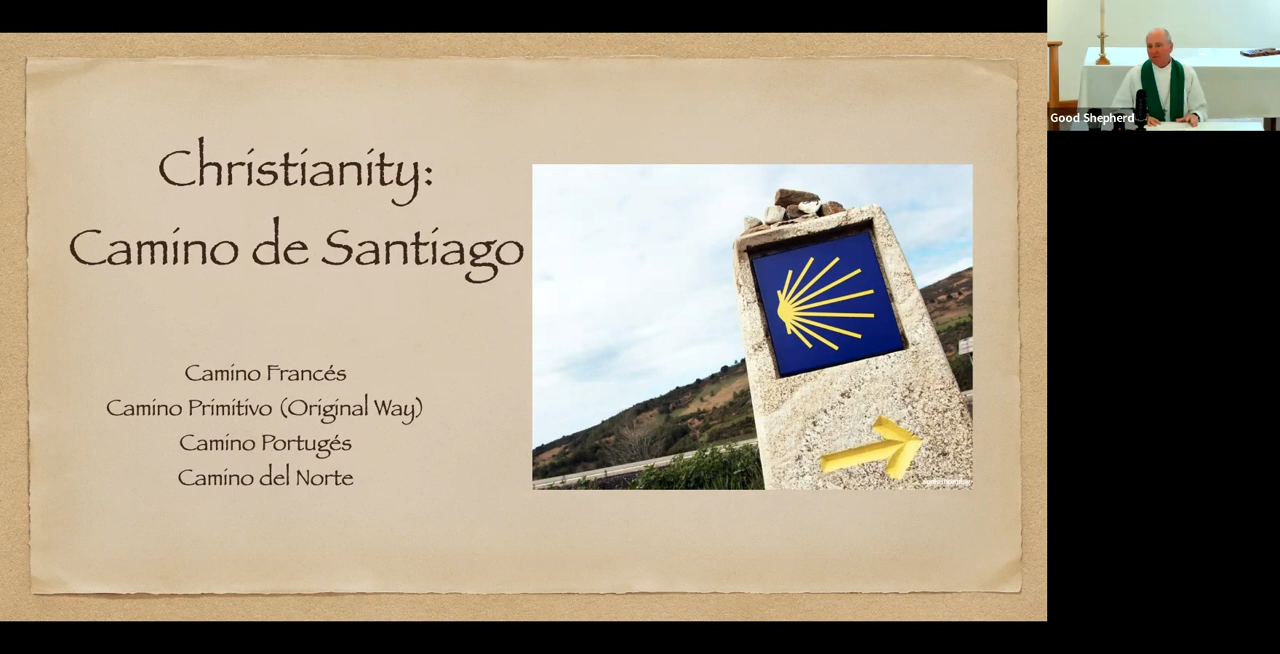 Christianity:
Camino de Santiago
Camino Francés
Camino Primitivo (Original Way)
Camino Portugés
Camino del Norte
Good Shepherd